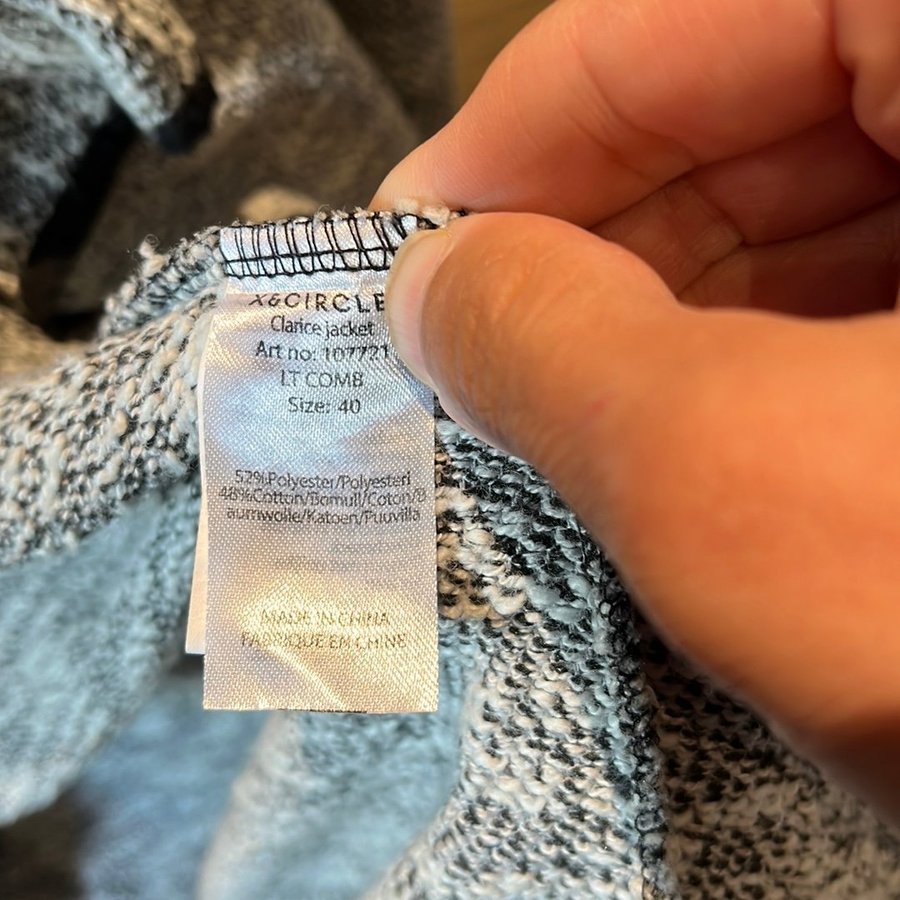 X&CIRCLE
Clarice jacket
Art no: 107721
LT COMB
Size: 40
52%Polyester/Polyesterl
48%Cotton/Bomull/Coton/B
aumwolle/Katoen/Puuvilla
MADE IN CHINA
FABRIQUE EN CHINE